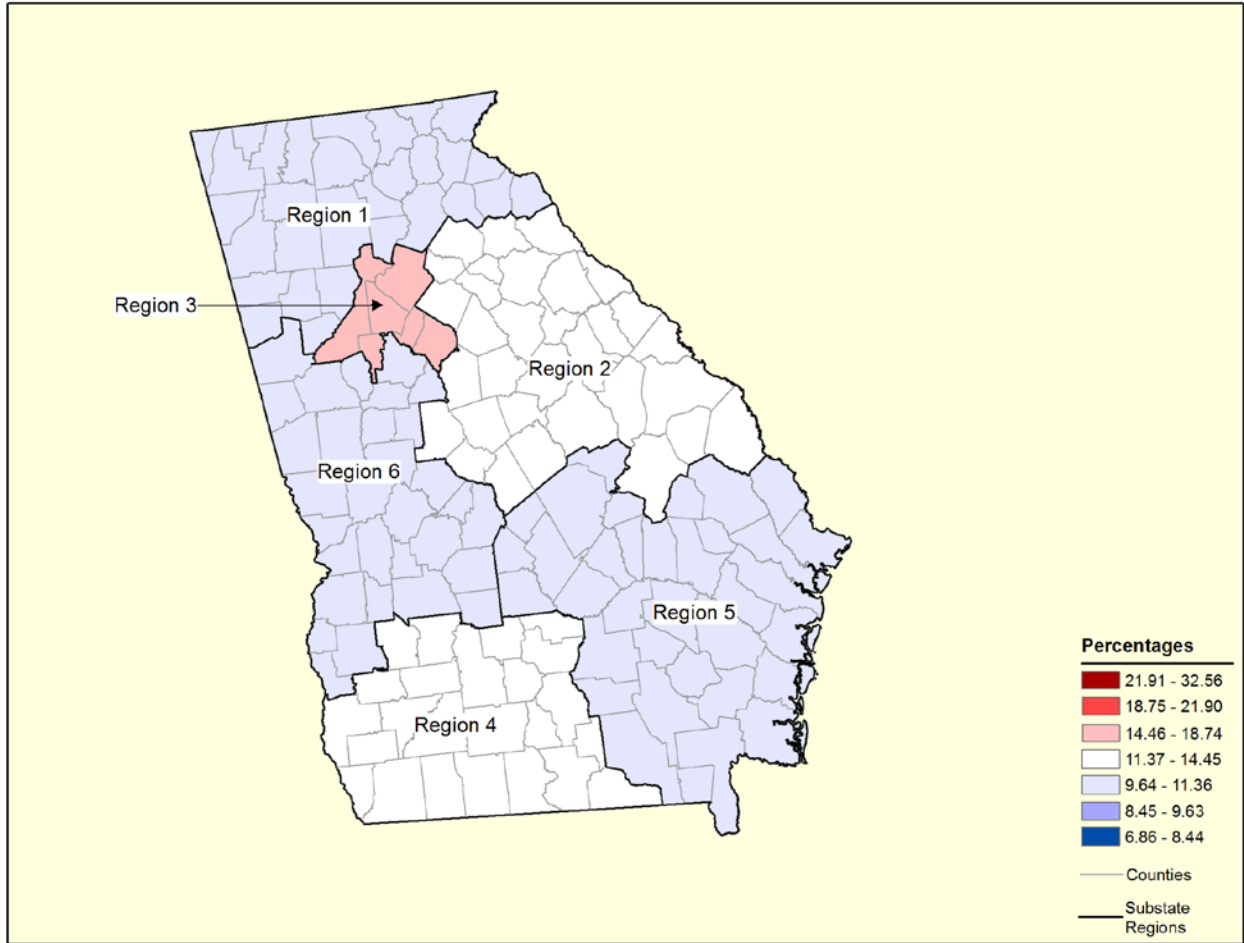 Region 1
Region 3
Region 2
Region 6
Region 5
Region 4
Percentages
21.91 - 32.56
18.75 - 21.90
14.46 - 18.74
11.37 - 14.45
9.64 - 11.36
8.45 - 9.63
6.86 - 8.44
Counties
Substate
Regions